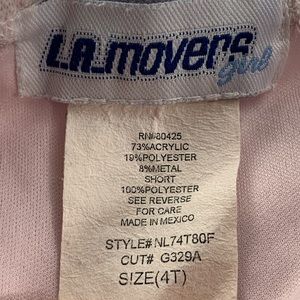 L.A.movers
girl
RN#80425
73%ACRYLIC
19%POLYESTER
8%METAL
SHORT
100%POLYESTER
SEE REVERSE
FOR CARE
MADE IN MEXICO
STYLE# NL74T80F
CUT# G329A
SIZE(4T)